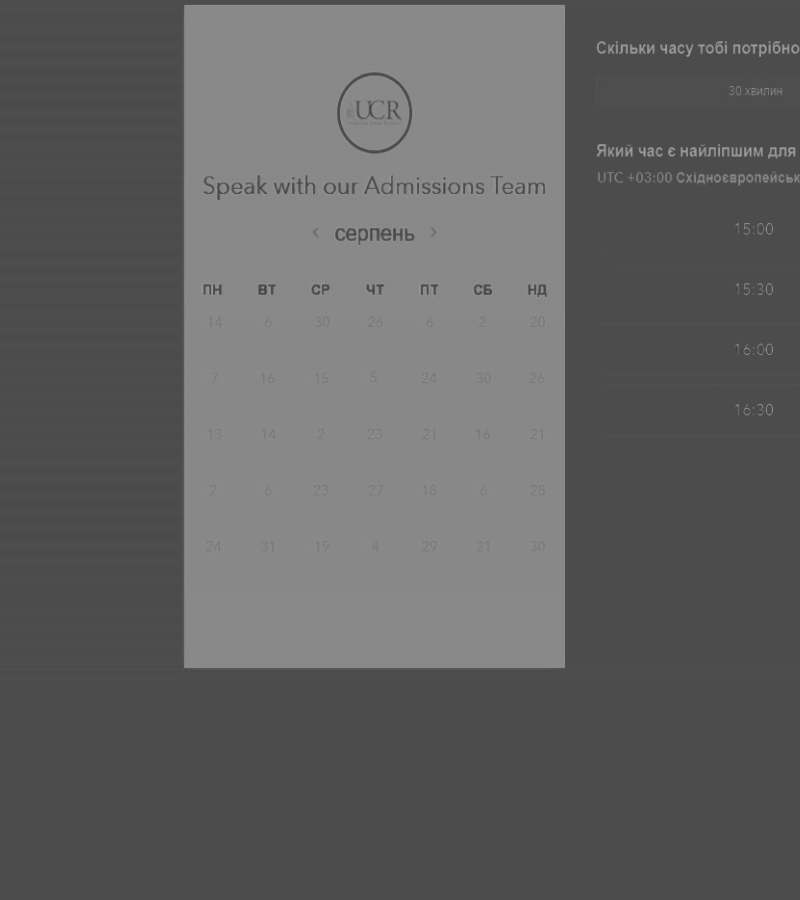 UCR
Speak with our Admissions Team
‹ серпень ›
ПН ВТ СР ЧТ ПТ СБ НД
14 6 30 26 6 2 20
7 16 15 5 24 30 26
13 14 2 23 21 16 21
2 6 23 27 18 6 28
24 31 19 4 29 21 30
Скільки часу тобі потрібно
30 хвилин
Який час є найліпшим для
UTC +03:00 Східноєвропейськ
15:00
15:30
16:00
16:30